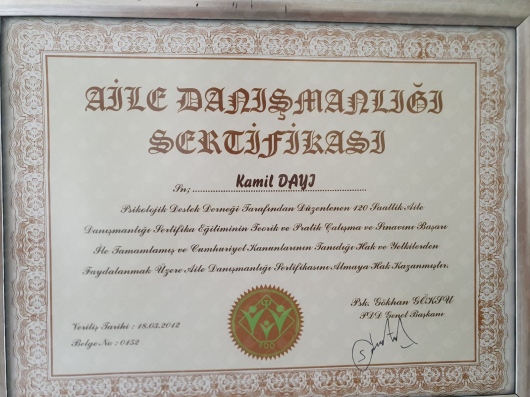 AİLE DANIŞMANLIĞI
SERTİFİKASI
Sn; Kamil DAYI
Psikolojik Destek Derneği Tarafından Düzenlenen 120 Saatlik Aile
Danışmanlığı Sertifika Eğitiminin Teorik ve Pratik Çalışma ve Sınavını Başarı
İle Tamamlamış ve Cumhuriyet Kanunlarının Tanıdığı Hak ve Yetkilerden
Faydalanmak Üzere Aile Danışmanlığı Sertifikasını Almaya Hak Kazanmıştır.
Psk. Gökhan GÖKSU
PDD Genel Başkanı
Veriliş Tarihi : 18.03.2012
Belge No : 0152
PDD